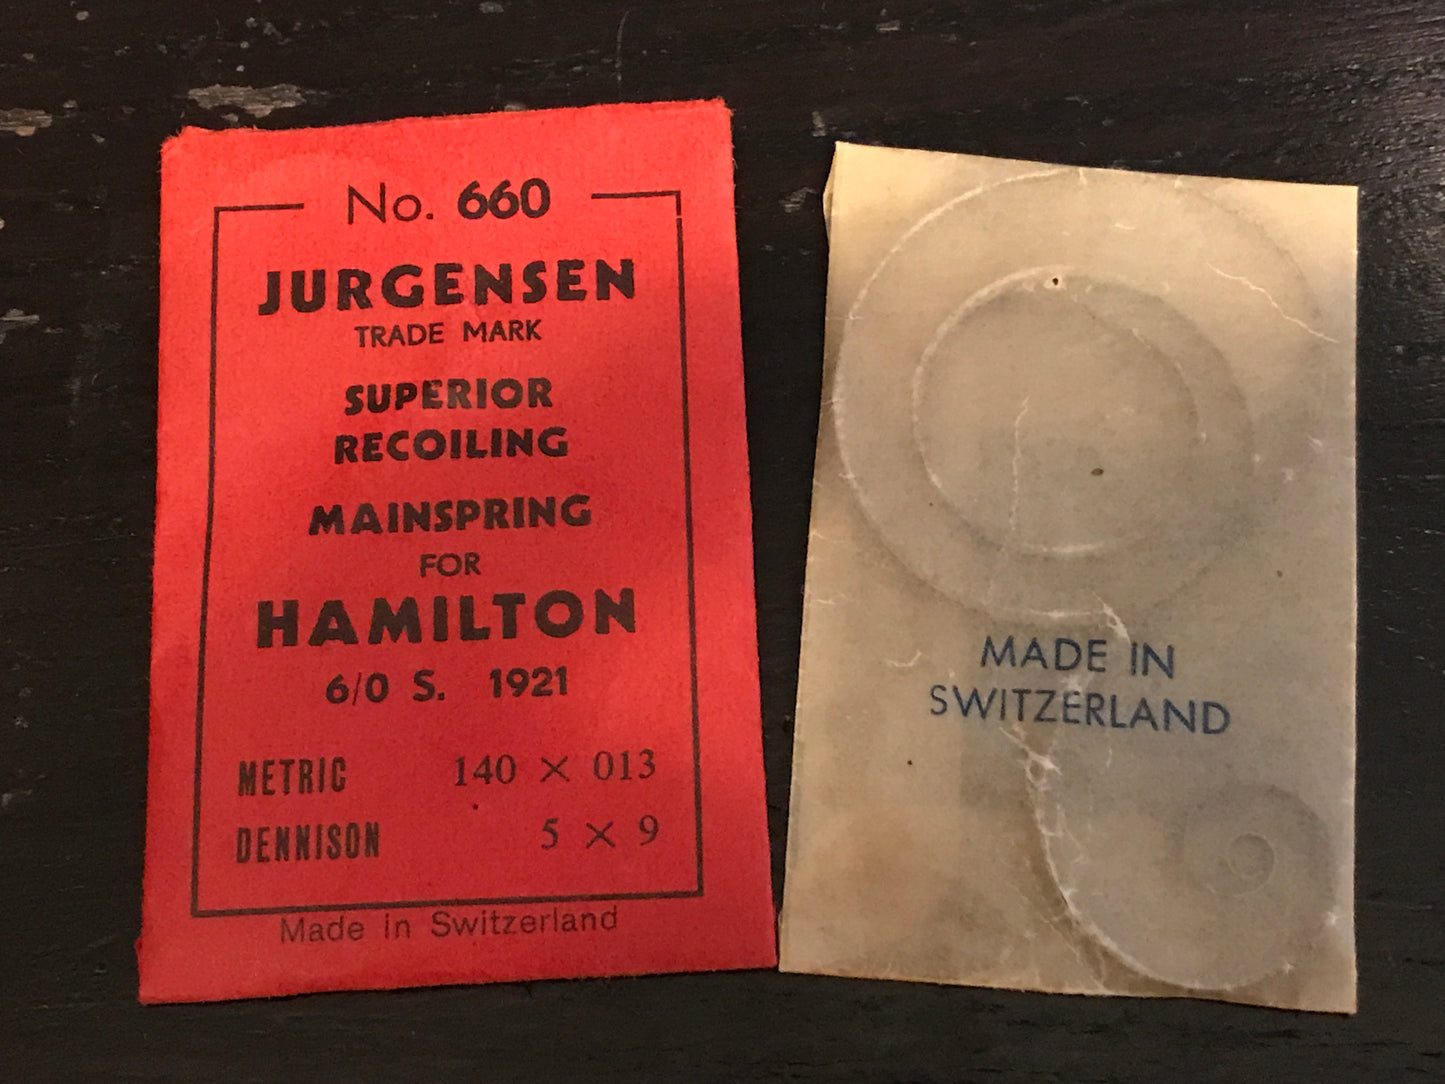 No. 660
JURGENSEN
TRADE MARK
SUPERIOR
RECOILING
MAINSPRING
FOR
HAMILTON
6/0 S. 1921
METRIC 140 × 013
DENNISON 5 × 9
Made in Switzerland
MADE IN
SWITZERLAND